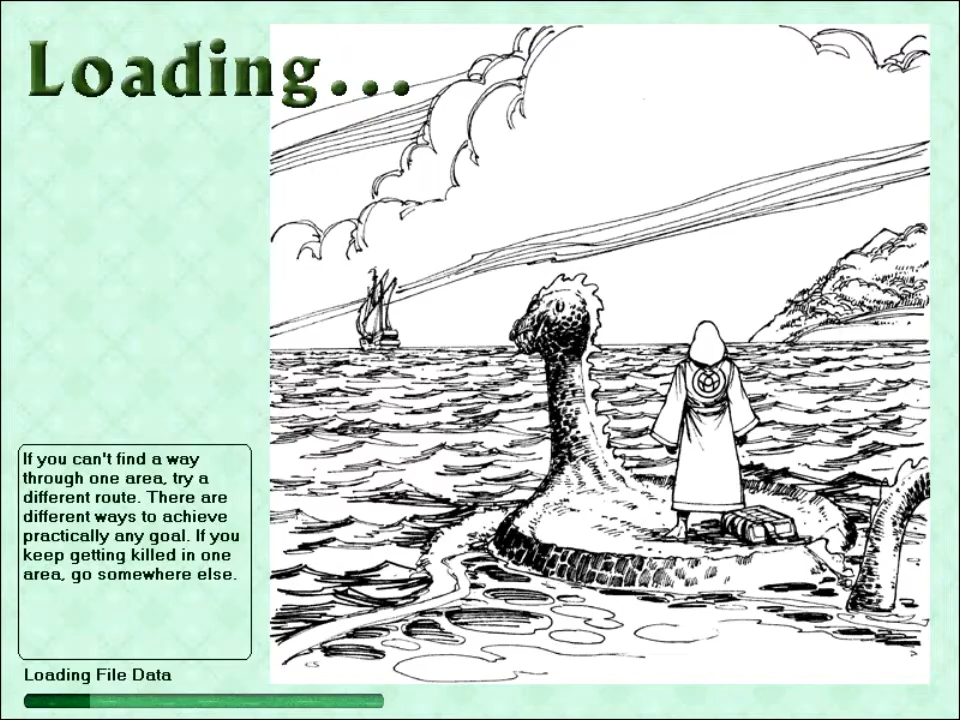 Loading...
If you can't find a way
through one area, try a
different route. There are
different ways to achieve
practically any goal. If you
keep getting killed in one
area, go somewhere else.
Loading File Data